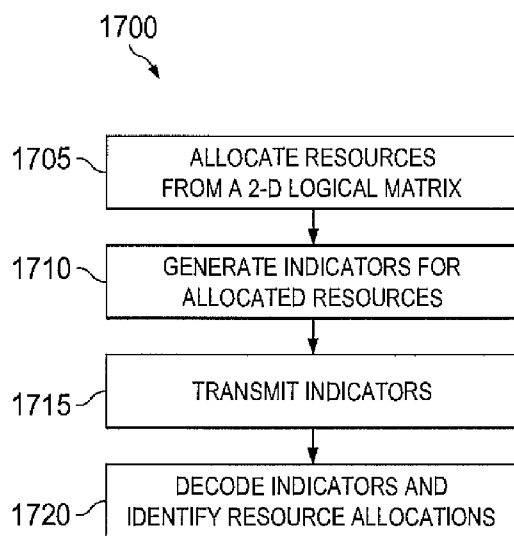 1700
1705
ALLOCATE RESOURCES
FROM A 2-D LOGICAL MATRIX
1710
GENERATE INDICATORS FOR
ALLOCATED RESOURCES
1715
TRANSMIT INDICATORS
1720
DECODE INDICATORS AND
IDENTIFY RESOURCE ALLOCATIONS